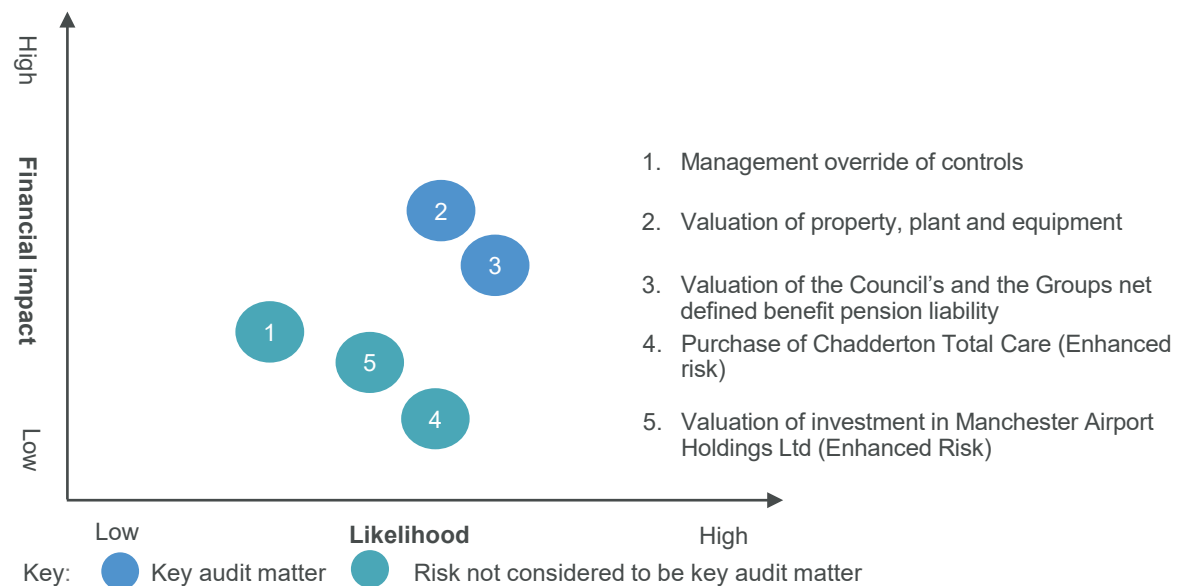 High
Financial impact
Low
2
3
1
5
4
1. Management override of controls
2. Valuation of property, plant and equipment
3. Valuation of the Council’s and the Groups net
defined benefit pension liability
4. Purchase of Chadderton Total Care (Enhanced
risk)
5. Valuation of investment in Manchester Airport
Holdings Ltd (Enhanced Risk)
Low Likelihood High
Key: Key audit matter Risk not considered to be key audit matter